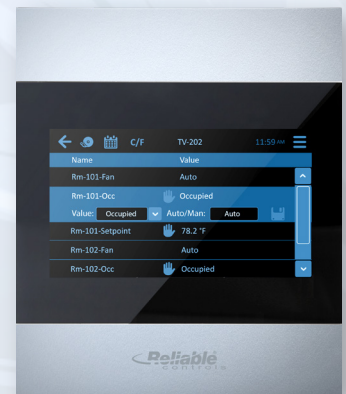 C/F TV-202 11:59 AM
Name Value
Rm-101-Fan Auto
Rm-101-Occ Occupied
Value: Occupied Auto/Man: Auto
Rm-101-Setpoint 78.2 °F
Rm-102-Fan Auto
Rm-102-Occ Occupied
Reliable
controls